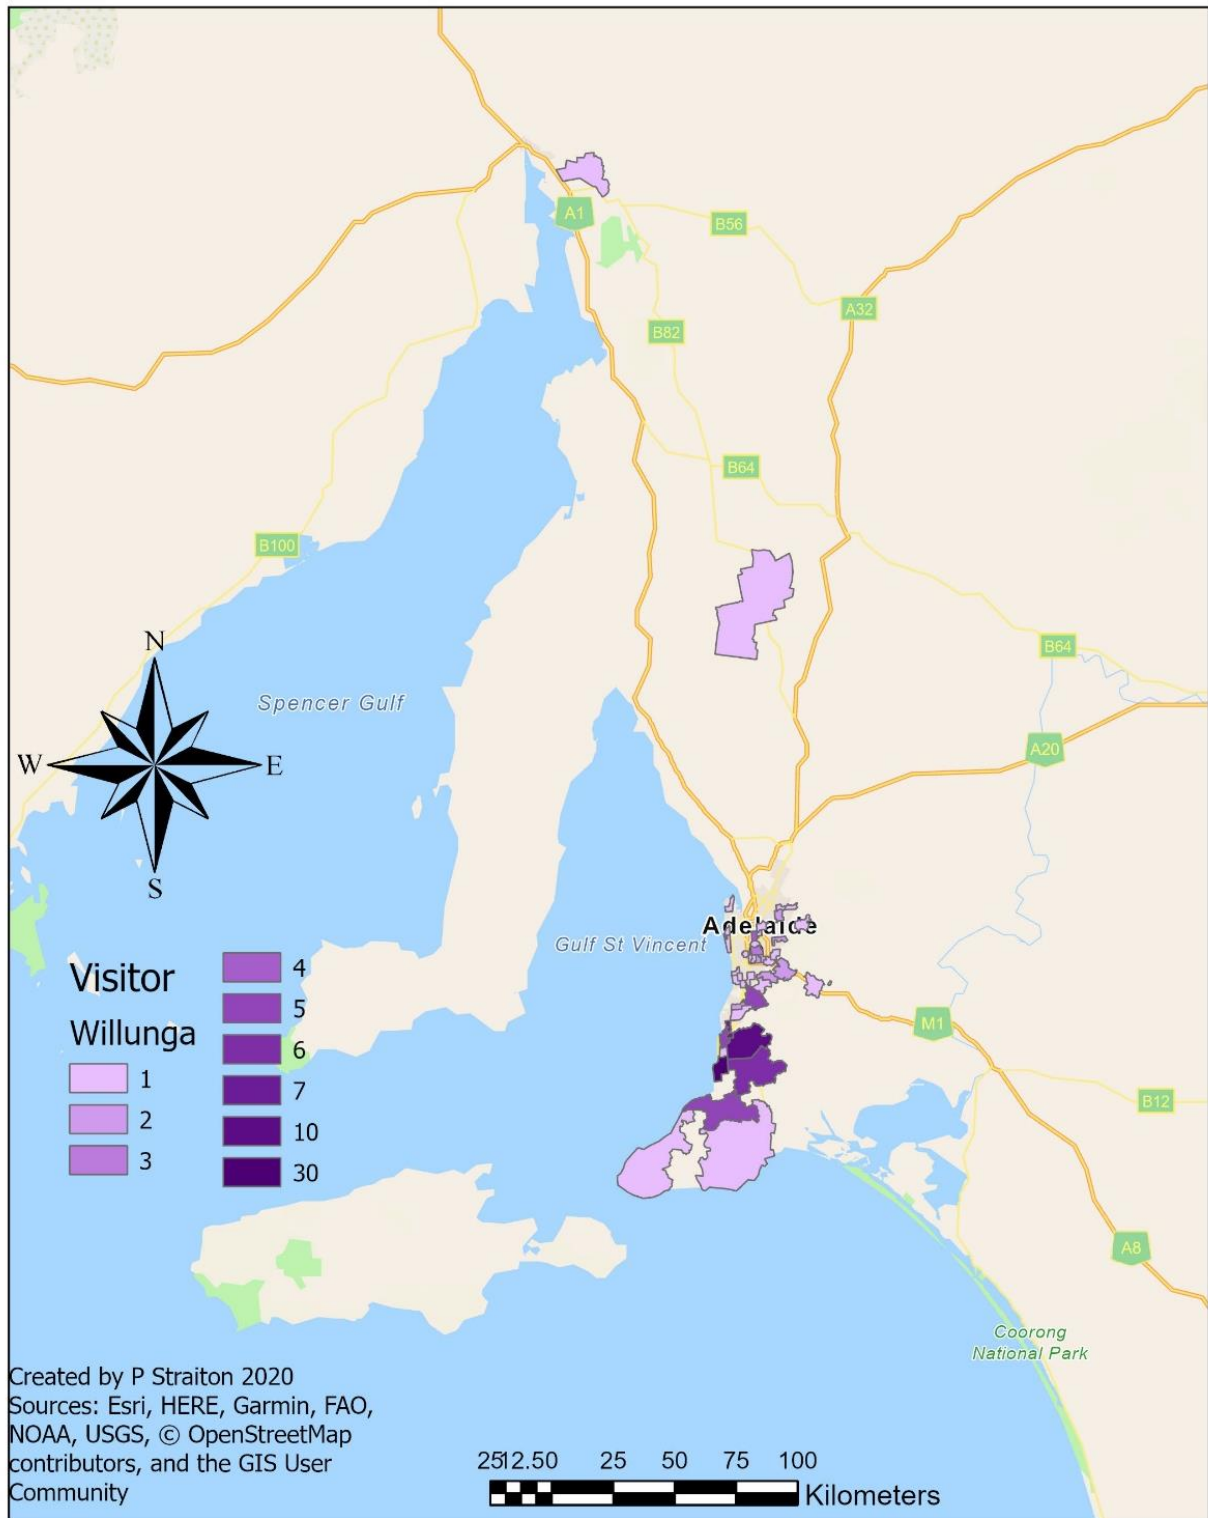 A1
B56
A32
B82
B64
B100
N
W
E
S
Spencer Gulf
B64
A20
Adelaide
Gulf St Vincent
M1
B12
A8
Coorong
National Park
Visitor
Willunga
1
2
3
4
5
6
7
10
30
Created by P Straiton 2020
Sources: Esri, HERE, Garmin, FAO,
NOAA, USGS, © OpenStreetMap
contributors, and the GIS User
Community
2512.50 25 50 75 100
Kilometers